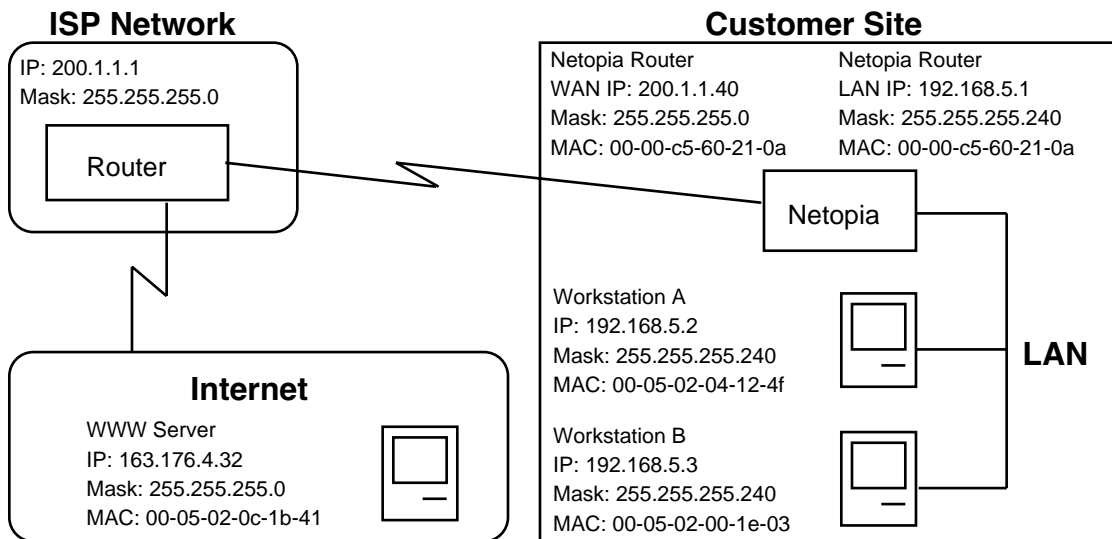 ISP Network
IP: 200.1.1.1
Mask: 255.255.255.0
Router
Customer Site
Netopia Router
WAN IP: 200.1.1.40
Mask: 255.255.255.0
MAC: 00-00-c5-60-21-0a
Netopia Router
LAN IP: 192.168.5.1
Mask: 255.255.255.240
MAC: 00-00-c5-60-21-0a
Netopia
Workstation A
IP: 192.168.5.2
Mask: 255.255.255.240
MAC: 00-05-02-04-12-4f
LAN
Workstation B
IP: 192.168.5.3
Mask: 255.255.255.240
MAC: 00-05-02-00-1e-03
Internet
WWW Server
IP: 163.176.4.32
Mask: 255.255.255.0
MAC: 00-05-02-0c-1b-41